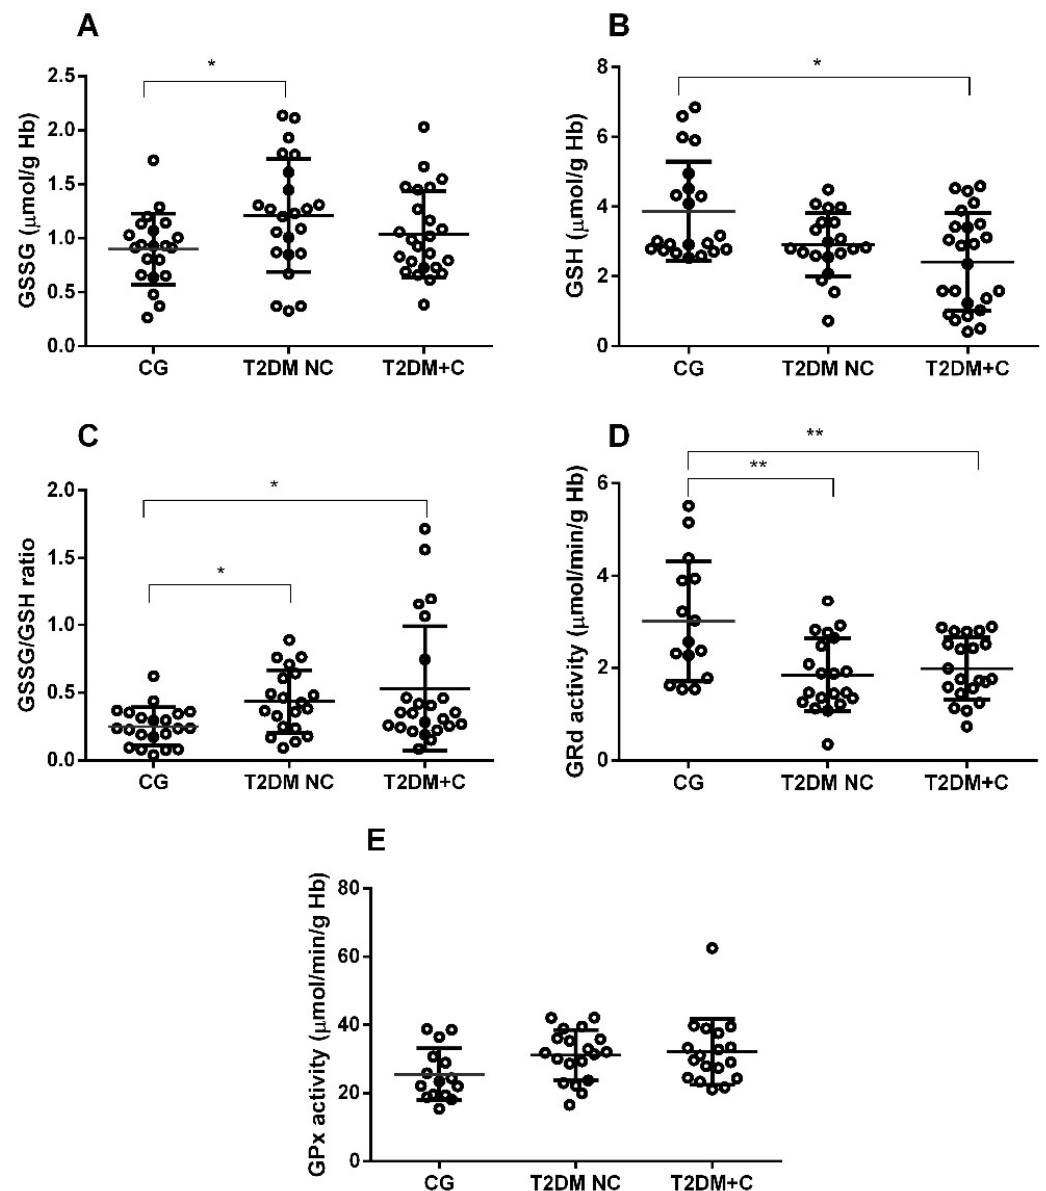 A
B
*
*
GSSG (μmol/g Hb)
2.5
2.0
1.5
1.0
0.5
0.0
CG
T2DM NC
T2DM+C
GSH (μmol/g Hb)
8
6
4
2
0
CG
T2DM NC
T2DM+C
C
D
*
*
GSSG/GSH ratio
2.0
1.5
1.0
0.5
0.0
CG
T2DM NC
T2DM+C
**
**
GRd activity (μmol/min/g Hb)
6
4
2
0
CG
T2DM NC
T2DM+C
E
GPx activity (μmol/min/g Hb)
80
60
40
20
0
CG
T2DM NC
T2DM+C